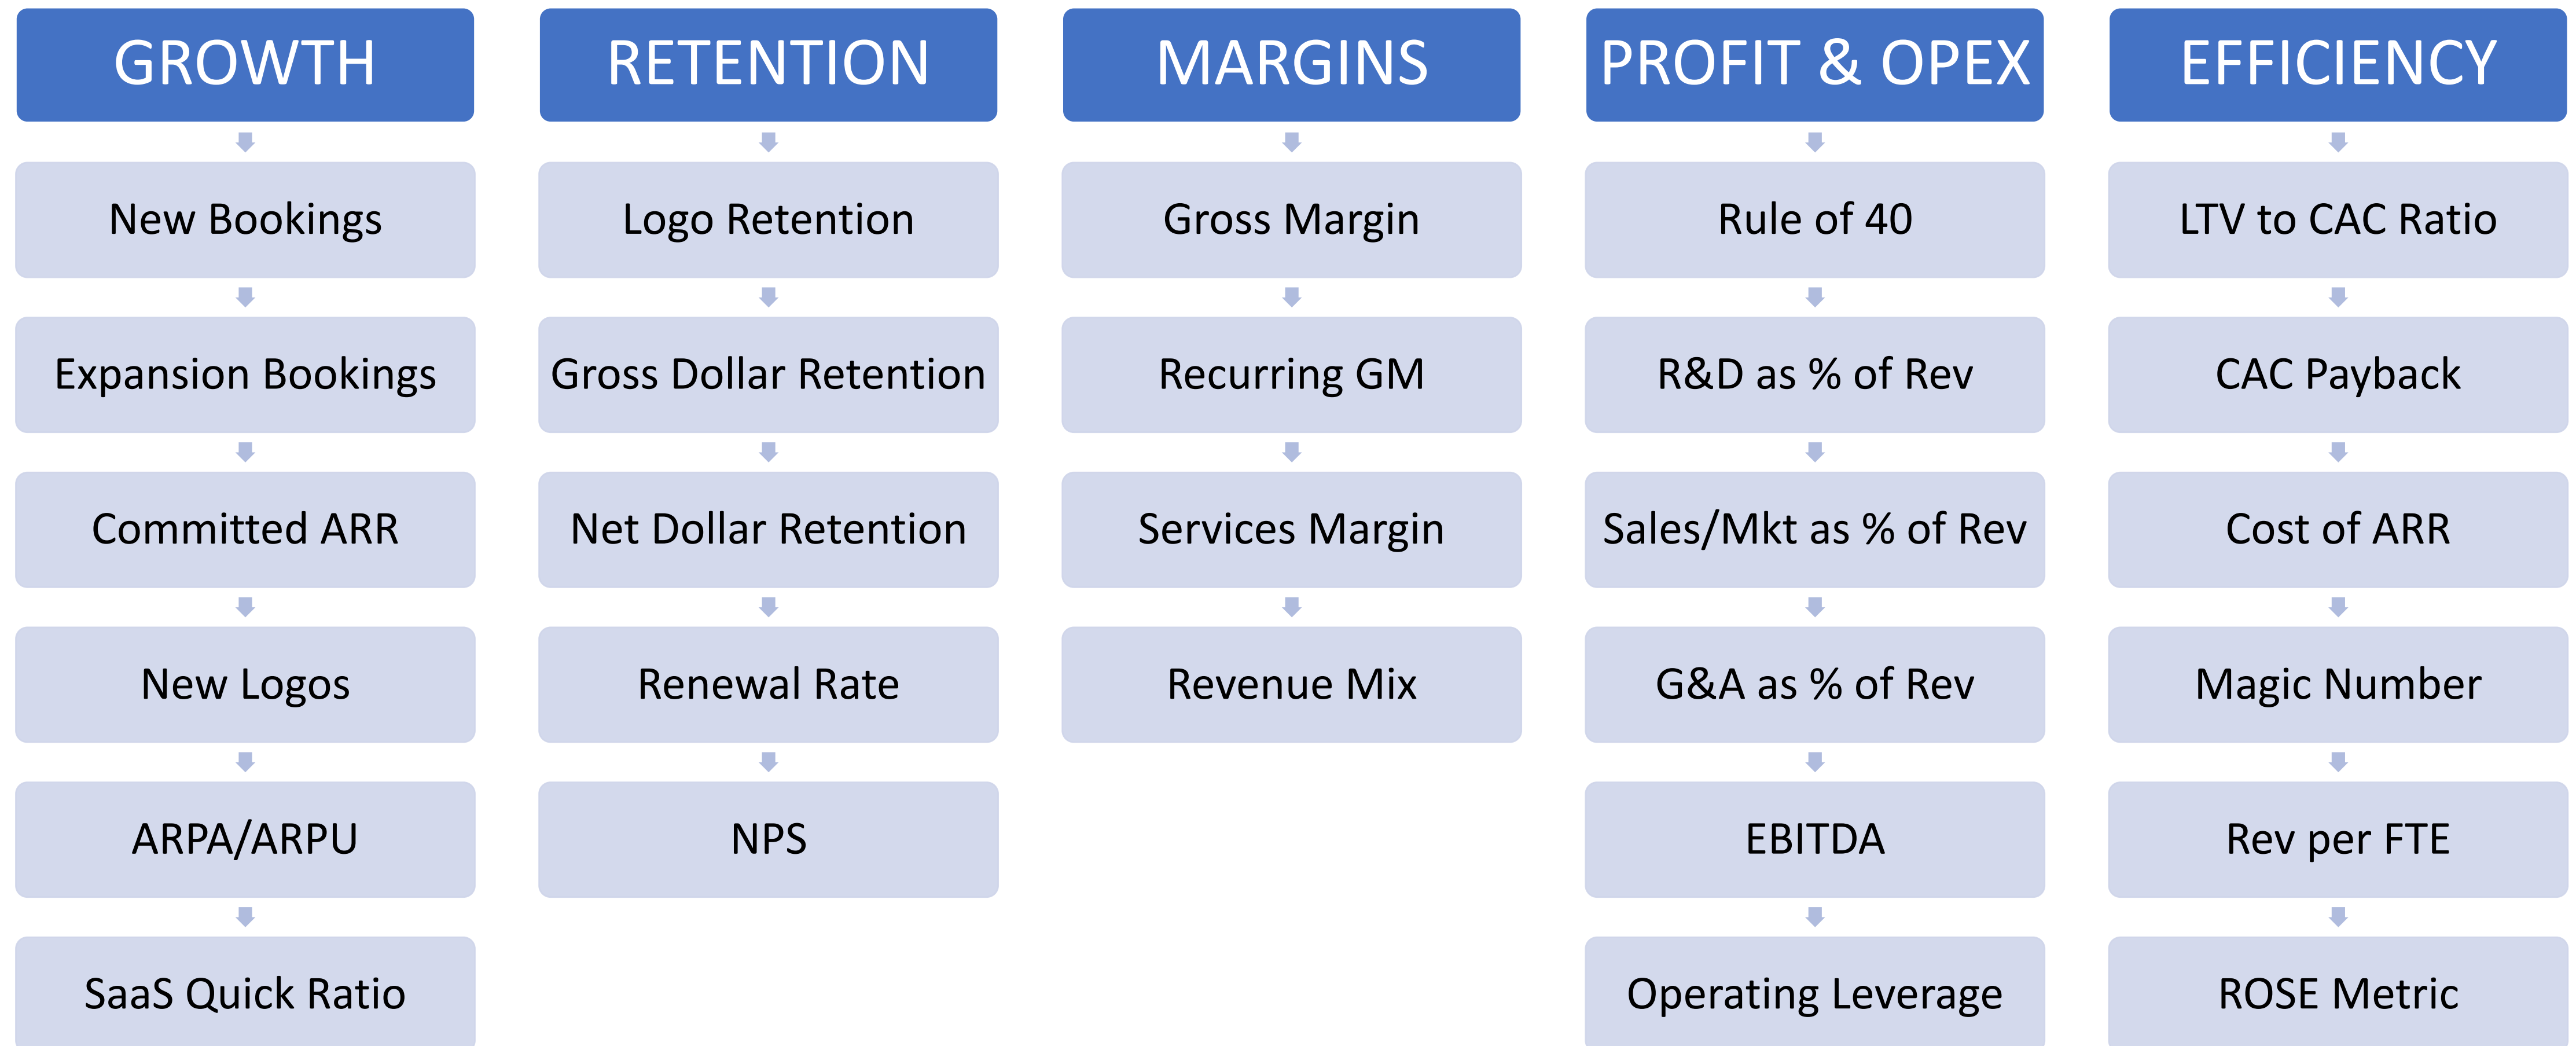 GROWTH
New Bookings
Expansion Bookings
Committed ARR
New Logos
ARPA/ARPU
SaaS Quick Ratio
RETENTION
Logo Retention
Gross Dollar Retention
Net Dollar Retention
Renewal Rate
NPS
MARGINS
Gross Margin
Recurring GM
Services Margin
Revenue Mix
PROFIT & OPEX
Rule of 40
R&D as % of Rev
Sales/Mkt as % of Rev
G&A as % of Rev
EBITDA
Operating Leverage
EFFICIENCY
LTV to CAC Ratio
CAC Payback
Cost of ARR
Magic Number
Rev per FTE
ROSE Metric